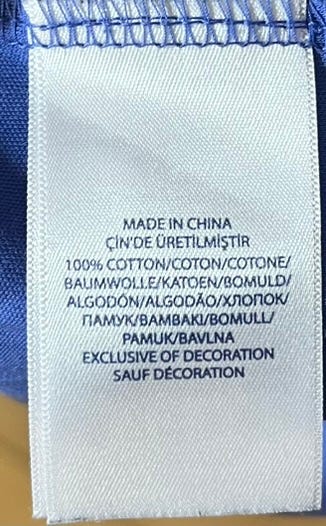 MADE IN CHINA
ÇİN'DE ÜRETİLMİŞTİR
100% COTTON/COTON/COTONE/
BAUMWOLLE/KATOEN/BOMULD/
ALGODÓN/ALGODÃO/ХЛОПОК/
ПАМУК/BAMBAKI/BOMULL/
PAMUK/BAVLNA
EXCLUSIVE OF DECORATION
SAUF DÉCORATION